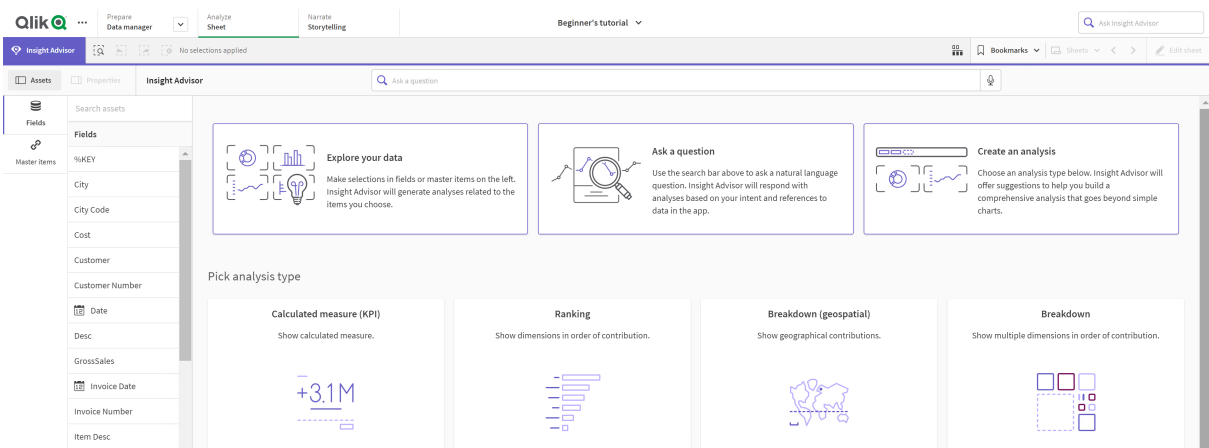 Qlik
Prepare
Data manager
Analyze
Sheet
Narrate
Storytelling
Beginner's tutorial
Ask Insight Advisor
Insight Advisor
No selections applied
Bookmarks
Sheets
Edit sheet
Assets
Properties
Insight Advisor
Ask a question
Fields
Master items
Search assets
Fields
%KEY
City
City Code
Cost
Customer
Customer Number
Date
Desc
GrossSales
Invoice Date
Invoice Number
Item Desc
Explore your data
Make selections in fields or master items on the left.
Insight Advisor will generate analyses related to the
items you choose.
Ask a question
Use the search bar above to ask a natural language
question. Insight Advisor will respond with
analyses based on your intent and references to
data in the app.
Create an analysis
Choose an analysis type below. Insight Advisor will
offer suggestions to help you build a
comprehensive analysis that goes beyond simple
charts.
Pick analysis type
Calculated measure (KPI)
Show calculated measure.
+3.1M
Ranking
Show dimensions in order of contribution.
Breakdown (geospatial)
Show geographical contributions.
Breakdown
Show multiple dimensions in order of contribution.